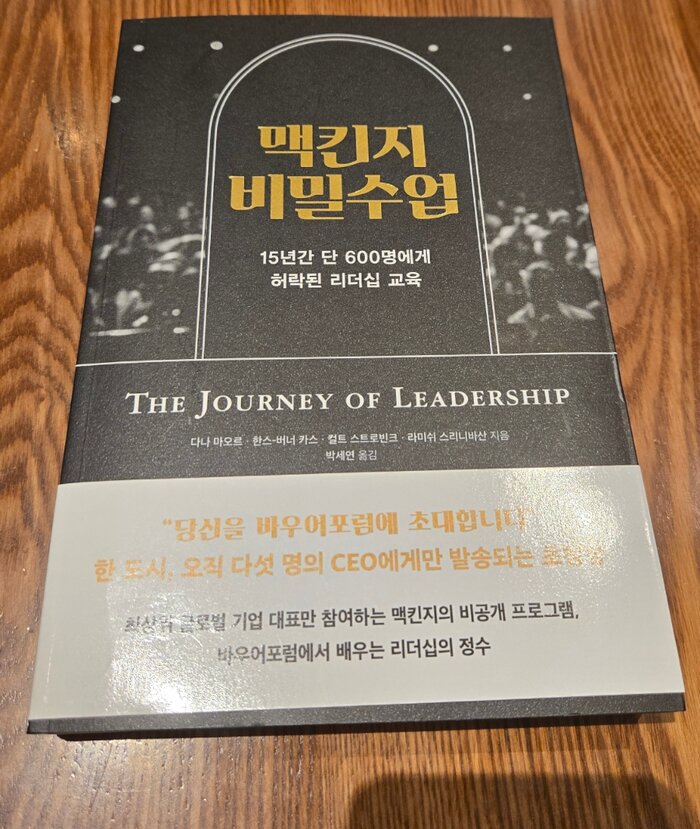 맥킨지
비밀수업
15년간 단 600명에게
허락된 리더십 교육
THE JOURNEY OF LEADERSHIP
다나 마오르 · 한스-버너 카스 · 컬트 스트로빈크 · 라미쉬 스리니바산 지음
박세연 옮김
“당신을 바우어포럼에 초대합니다”
한 도시, 오직 다섯 명의 CEO에게만 발송되는
최상위 글로벌 기업 대표만 참여하는 맥킨지의 비공개 프로그램,
바우어포럼에서 배우는 리더십의 정수